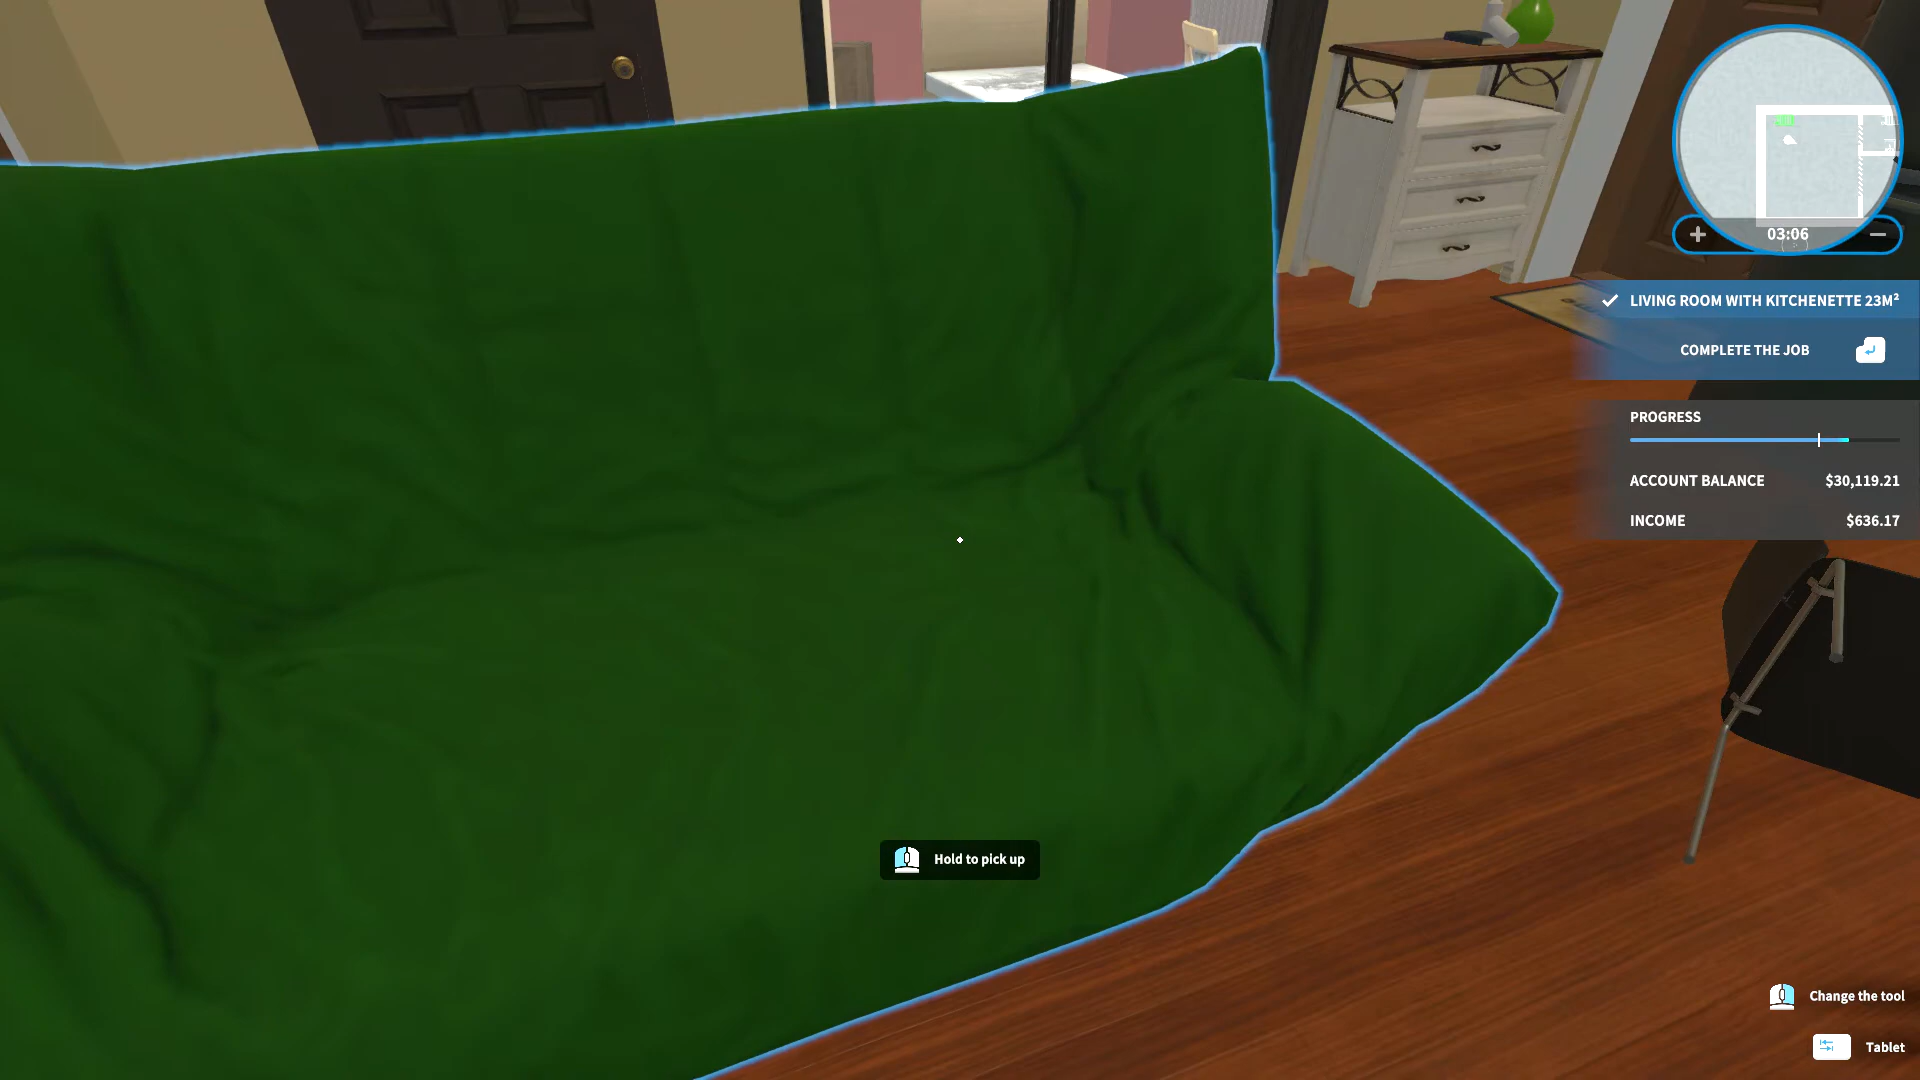 03:06
LIVING ROOM WITH KITCHENETTE 23M²
COMPLETE THE JOB
PROGRESS
ACCOUNT BALANCE $30,119.21
INCOME $636.17
Hold to pick up
Change the tool
Tablet